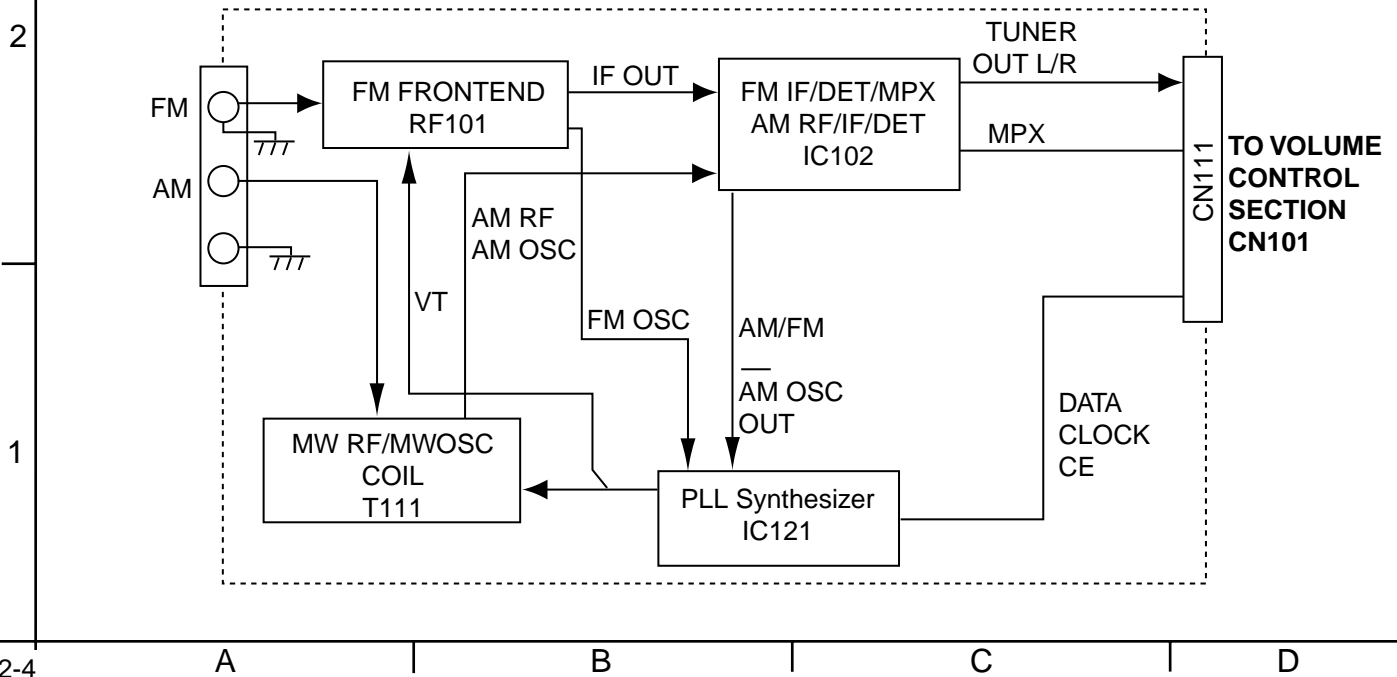 2
FM
AM
FM FRONTEND
RF101
IF OUT
FM IF/DET/MPX
AM RF/IF/DET
IC102
TUNER
OUT L/R
MPX
CN111
TO VOLUME
CONTROL
SECTION
CN101
AM RF
AM OSC
VT
FM OSC
AM/FM
AM OSC
OUT
DATA
CLOCK
CE
1
MW RF/MWOSC
COIL
T111
PLL Synthesizer
IC121
2-4
A
B
C
D